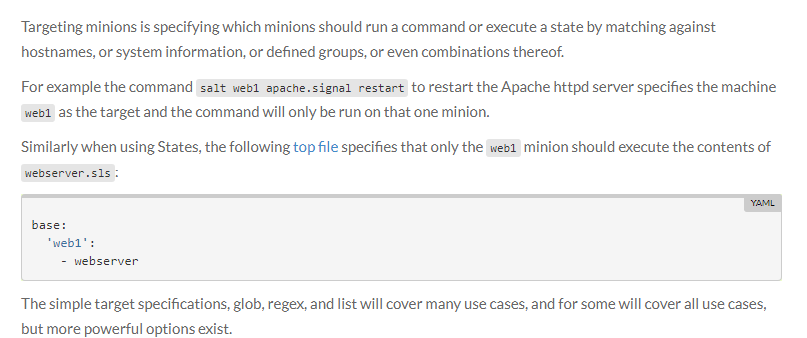 Targeting minions is specifying which minions should run a command or execute a state by matching against
hostnames, or system information, or defined groups, or even combinations thereof.
For example the command salt web1 apache.signal restart to restart the Apache httpd server specifies the machine
web1 as the target and the command will only be run on that one minion.
Similarly when using States, the following top file specifies that only the web1 minion should execute the contents of
webserver.sls:
YAML
base:
  'web1':
    - webserver
The simple target specifications, glob, regex, and list will cover many use cases, and for some will cover all use cases,
but more powerful options exist.